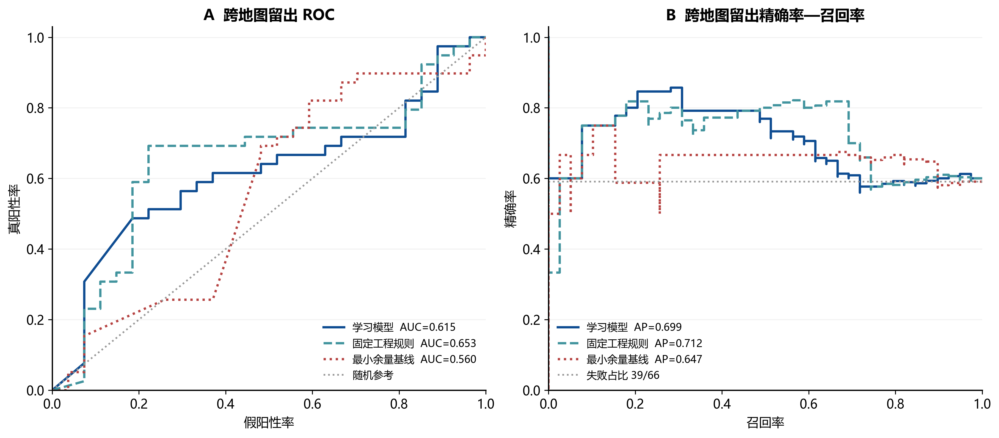 A 跨地图留出 ROC
1.0
0.8
0.6
0.4
0.2
0.0
真阳性率
0.0 0.2 0.4 0.6 0.8 1.0
假阳性率
学习模型 AUC=0.615
固定工程规则 AUC=0.653
最小余量基线 AUC=0.560
随机参考
B 跨地图留出精确率—召回率
1.0
0.8
0.6
0.4
0.2
0.0
精确率
0.0 0.2 0.4 0.6 0.8 1.0
召回率
学习模型 AP=0.699
固定工程规则 AP=0.712
最小余量基线 AP=0.647
失败占比 39/66